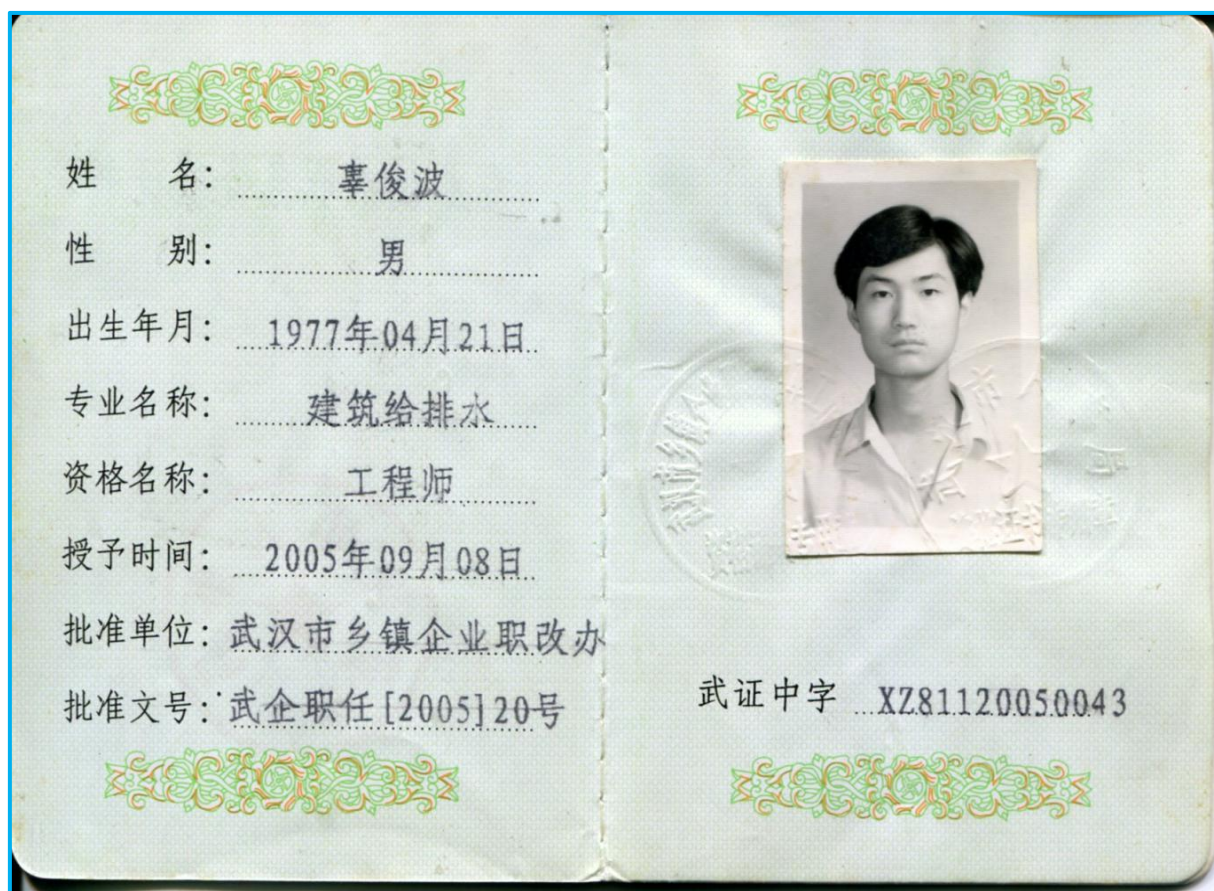 姓 名： 辜俊波
性 别： 男
出生年月： 1977年04月21日
专业名称： 建筑给排水
资格名称： 工程师
授予时间： 2005年09月08日
批准单位： 武汉市乡镇企业职改办
批准文号： 武企职任[2005]20号
武证中字 XZ81120050043